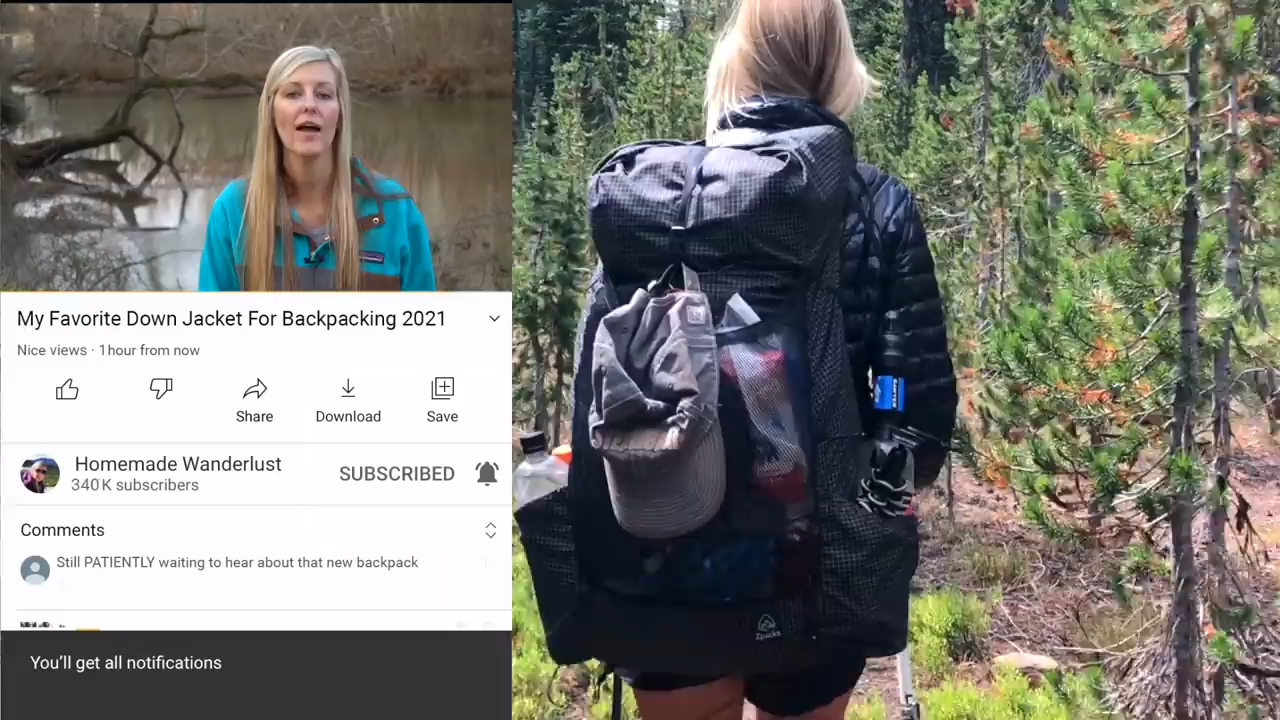 My Favorite Down Jacket For Backpacking 2021
Nice views · 1 hour from now
Share
Download
Save
Homemade Wanderlust
340 K subscribers
SUBSCRIBED
Comments
Still PATIENTLY waiting to hear about that new backpack
You'll get all notifications
Zpacks